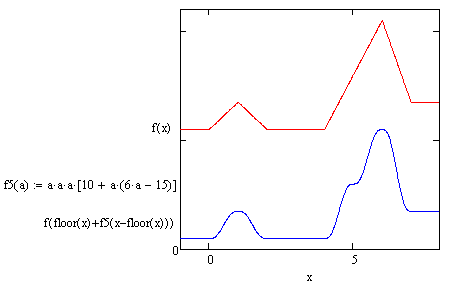 f(x)
f5(a) := a·a·a·[10 + a·(6·a − 15)]
f(floor(x)+f5(x−floor(x)))
0
0
5
x